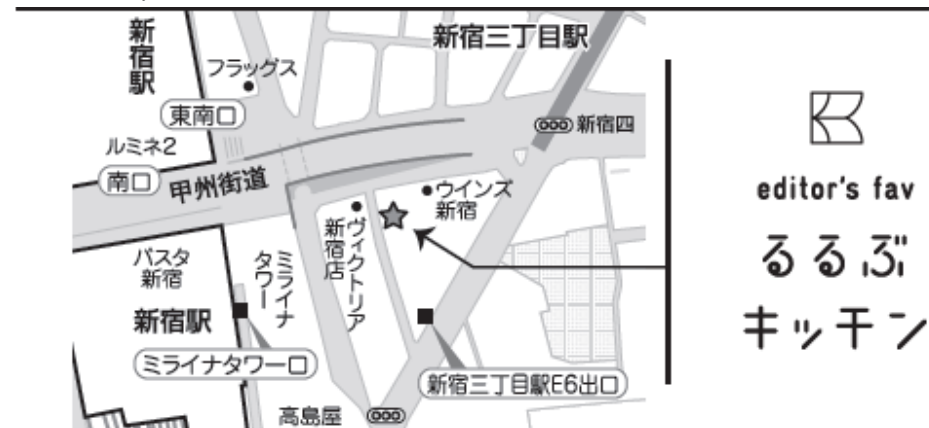 新宿駅
フラッグス
東南口
ルミネ2
南口
甲州街道
新宿三丁目駅
新宿四
ウインズ
新宿
ヴィクトリア
新宿店
バスタ
新宿
ミライナ
タワー
新宿駅
ミライナタワー口
新宿三丁目駅E6出口
高島屋
editor's fav
るるぶ
キッチン